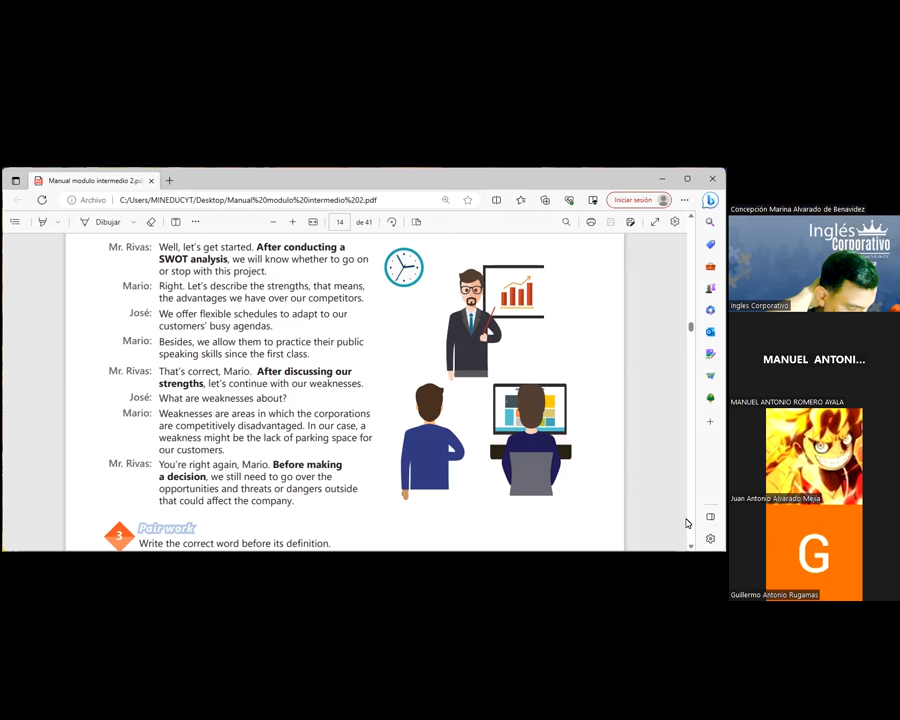 Concepción Marina Alvarado de Benavidez
Manual modulo intermedio 2.pdf
Archivo
C:/Users/MINEDUCYT/Desktop/Manual%20modulo%20intermedio%202.pdf
Iniciar sesión
Dibujar
14 de 41
Mr. Rivas: Well, let's get started. After conducting a
SWOT analysis, we will know whether to go on
or stop with this project.
Mario: Right. Let's describe the strengths, that means,
the advantages we have over our competitors.
José: We offer flexible schedules to adapt to our
customers' busy agendas.
Mario: Besides, we allow them to practice their public
speaking skills since the first class.
Mr. Rivas: That's correct, Mario. After discussing our
strengths, let's continue with our weaknesses.
José: What are weaknesses about?
Mario: Weaknesses are areas in which the corporations
are competitively disadvantaged. In our case, a
weakness might be the lack of parking space for
our customers.
Mr. Rivas: You're right again, Mario. Before making
a decision, we still need to go over the
opportunities and threats or dangers outside
that could affect the company.
3
Pair work
Write the correct word before its definition.
Inglés
Corporativo
Ingles Corporativo
MANUEL ANTONI...
MANUEL ANTONIO ROMERO AYALA
Juan Antonio Alvarado Mejía
G
Guillermo Antonio Rugamas